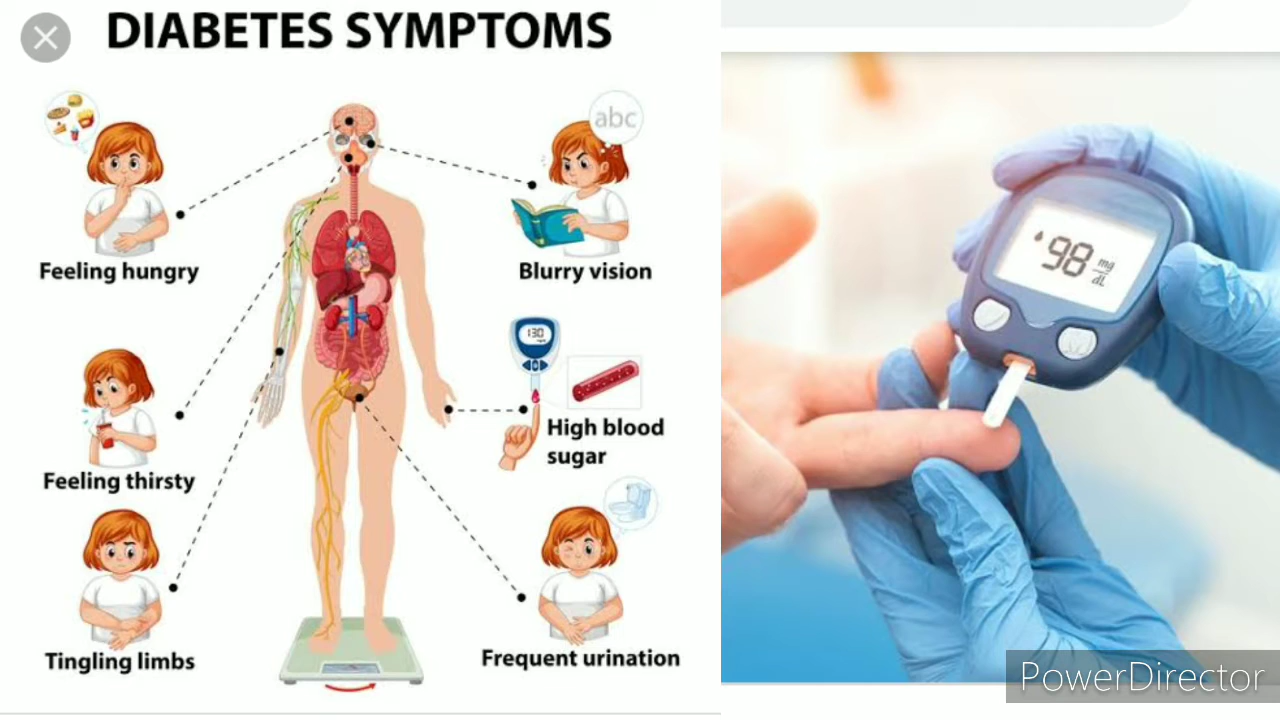 DIABETES SYMPTOMS
abc
Feeling hungry
Blurry vision
130
High blood
sugar
Feeling thirsty
Tingling limbs
Frequent urination
98
mg
dL
PowerDirector